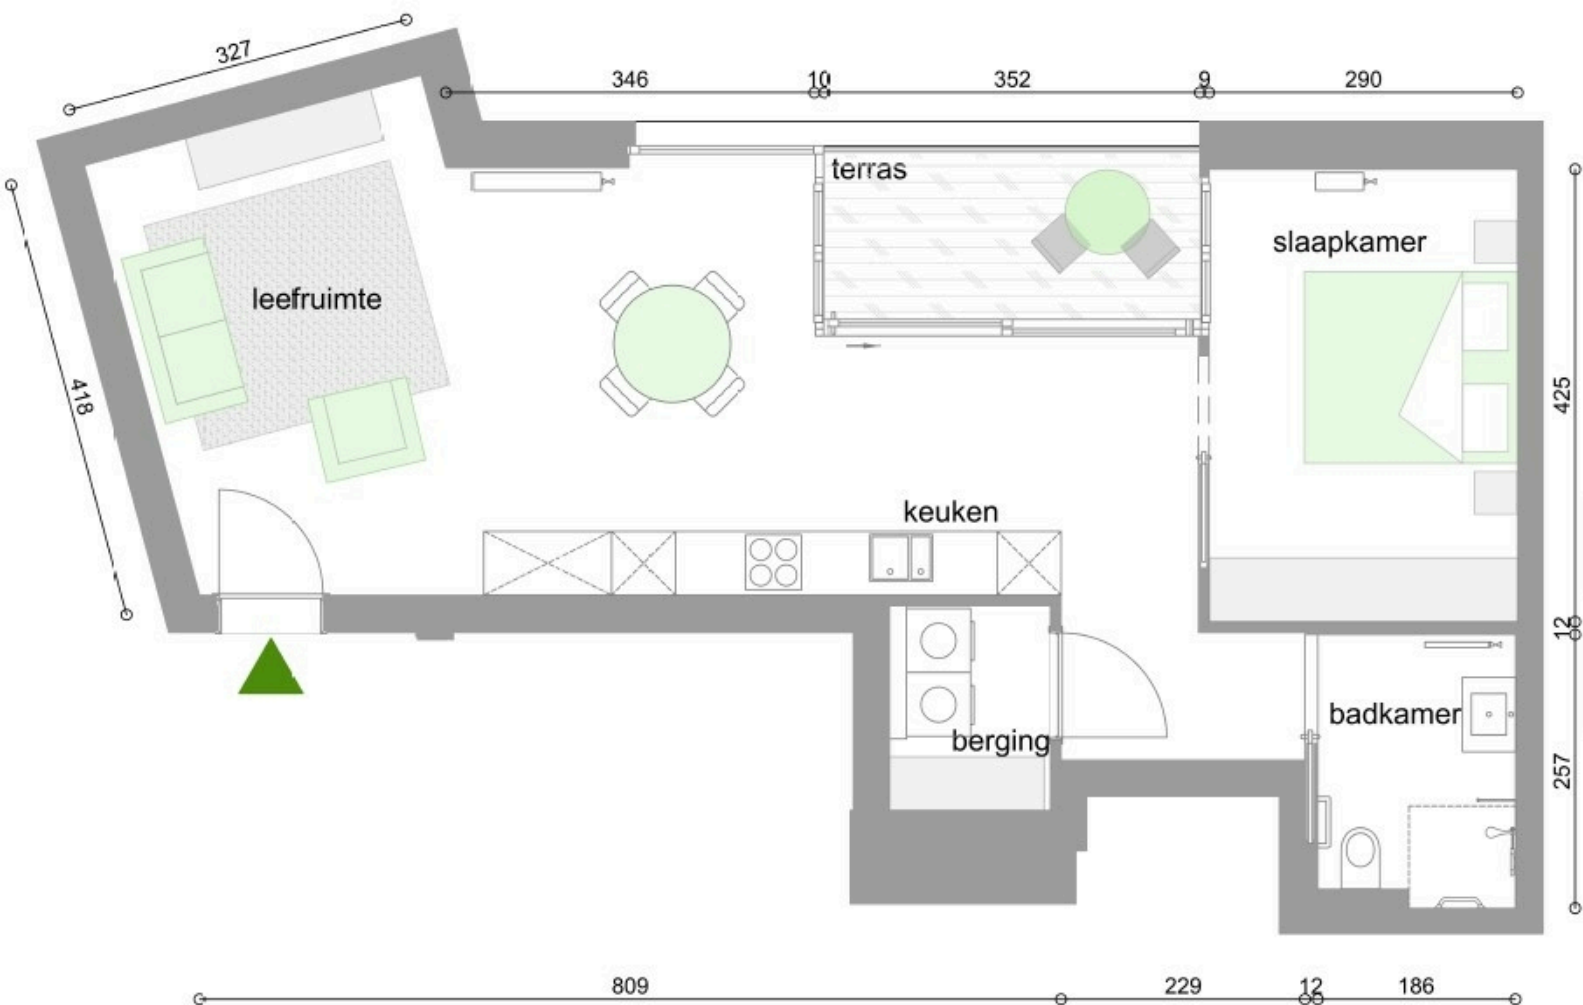 327
346
10
352
9
290
terras
slaapkamer
leefruimte
418
425
keuken
12
badkamer
berging
257
809
229
12
186